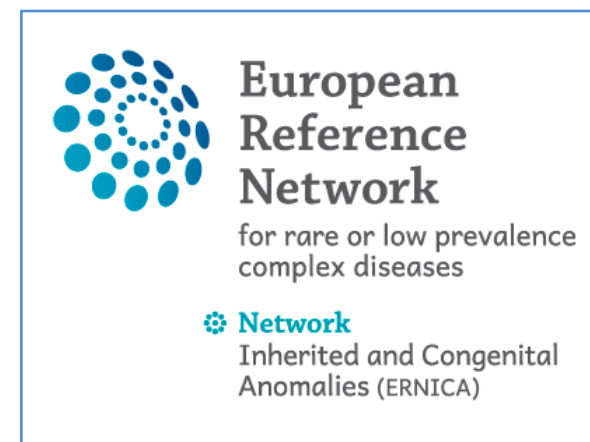 European
Reference
Network
for rare or low prevalence
complex diseases
Network
Inherited and Congenital
Anomalies (ERNICA)